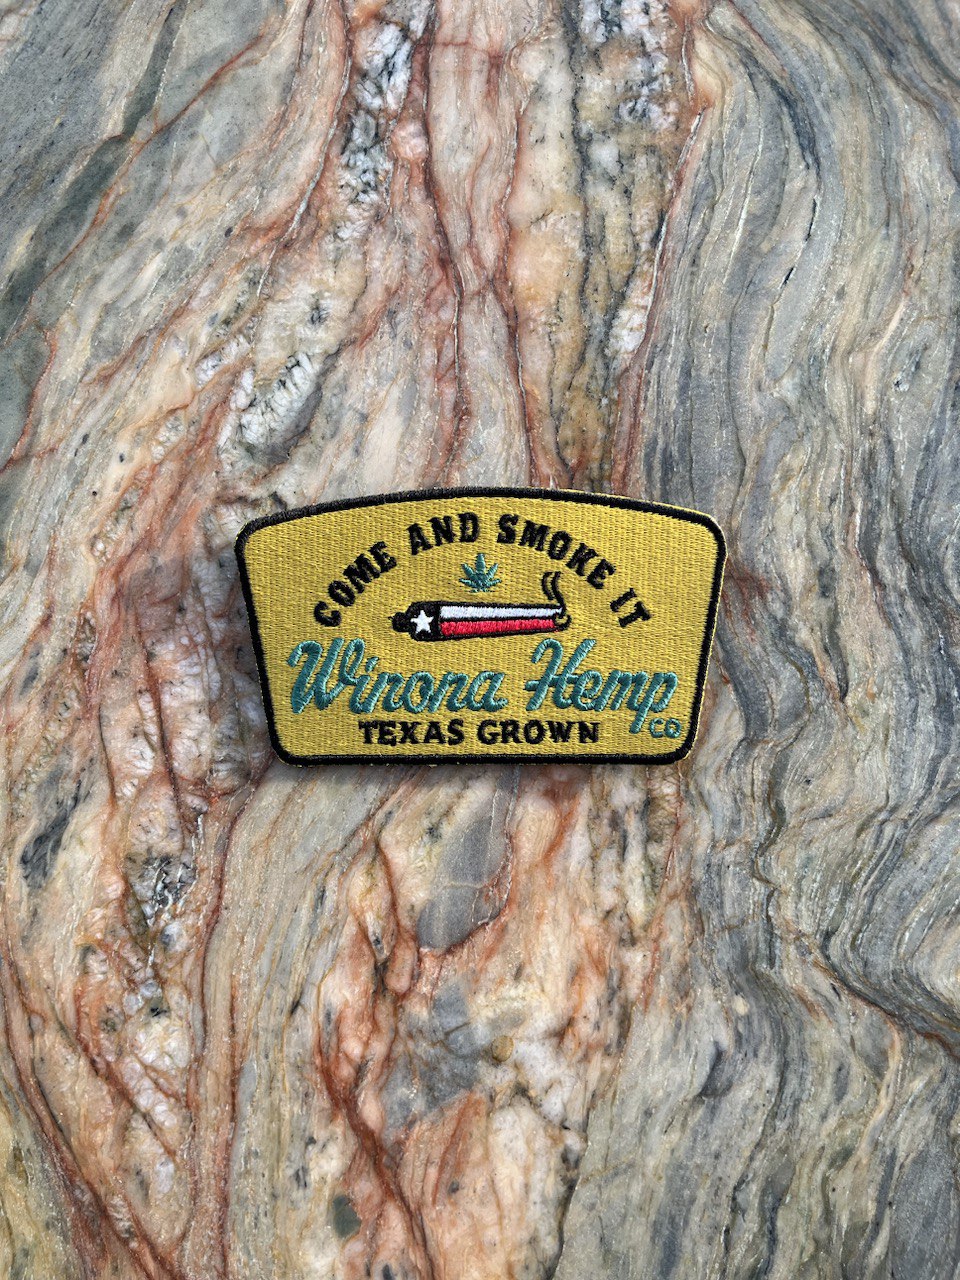 COME AND SMOKE IT
Winona Hemp
CO
TEXAS GROWN